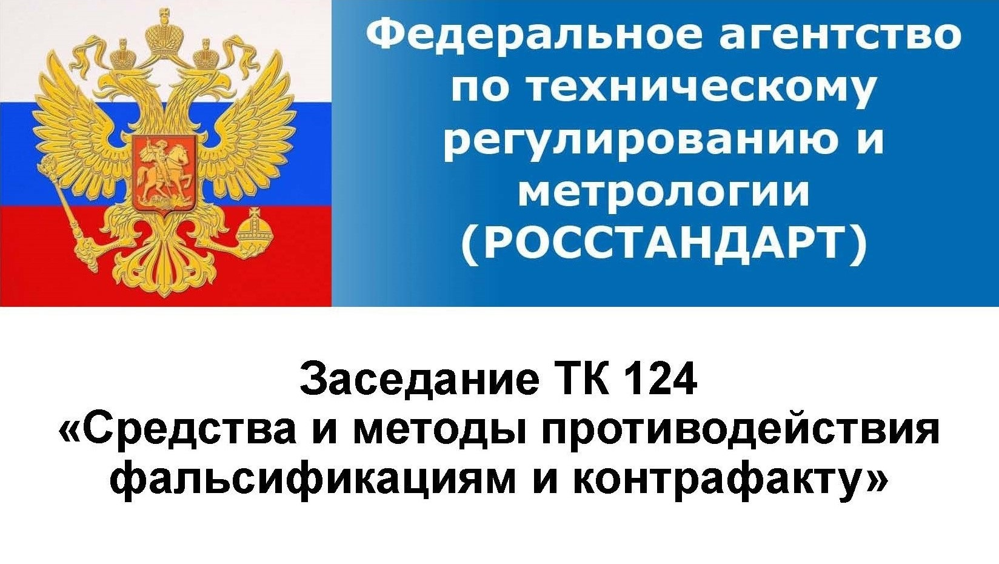 Федеральное агентство
по техническому
регулированию и
метрологии
(РОССТАНДАРТ)
Заседание ТК 124
«Средства и методы противодействия
фальсификациям и контрафакту»